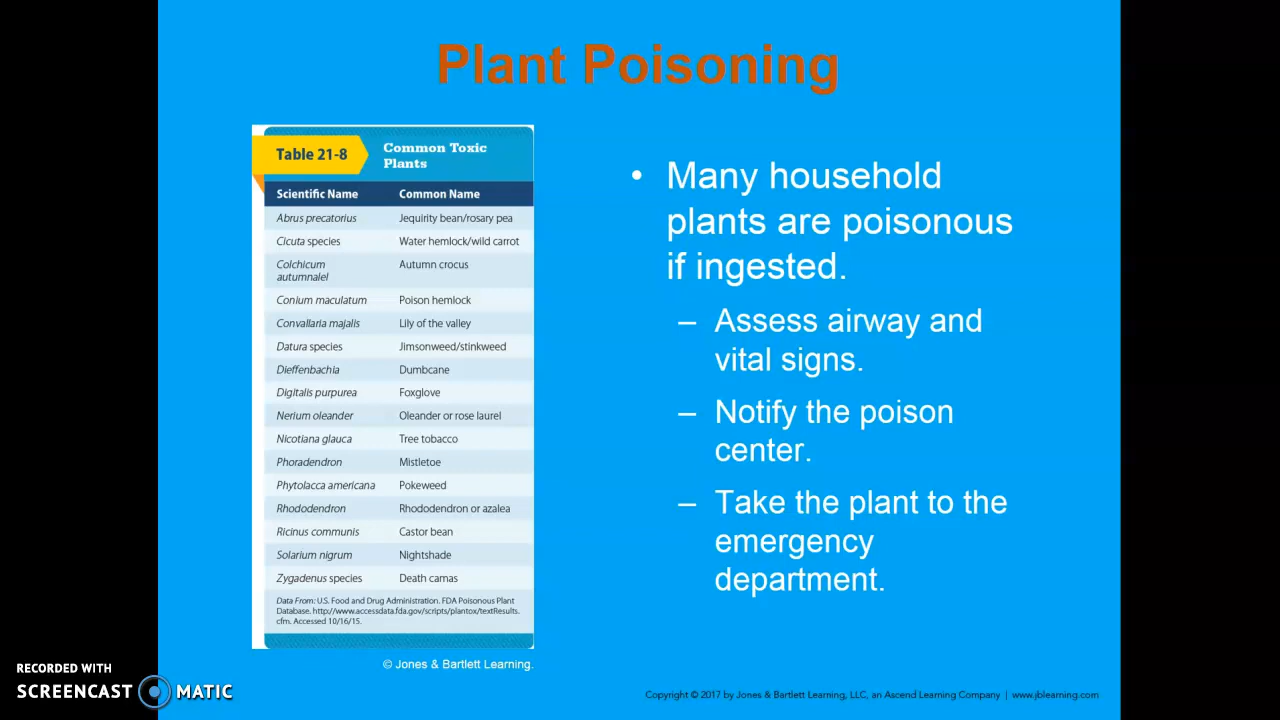 Plant Poisoning
Table 21-8
Common Toxic
Plants
Scientific Name Common Name
Abrus precatorius Jequirity bean/rosary pea
Cicuta species Water hemlock/wild carrot
Colchicum Autumn crocus
autumnalel
Conium maculatum Poison hemlock
Convallaria majalis Lily of the valley
Datura species Jimsonweed/stinkweed
Dieffenbachia Dumbcane
Digitalis purpurea Foxglove
Nerium oleander Oleander or rose laurel
Nicotiana glauca Tree tobacco
Phoradendron Mistletoe
Phytolacca americana Pokeweed
Rhododendron Rhododendron or azalea
Ricinus communis Castor bean
Solarium nigrum Nightshade
Zygadenus species Death camas
Data From: U.S. Food and Drug Administration. FDA Poisonous Plant
Database. http://www.accessdata.fda.gov/scripts/plantox/textResults.
cfm. Accessed 10/16/15.
© Jones & Bartlett Learning.
• Many household
plants are poisonous
if ingested.
– Assess airway and
vital signs.
– Notify the poison
center.
– Take the plant to the
emergency
department.
Copyright © 2017 by Jones & Bartlett Learning, LLC, an Ascend Learning Company | www.jblearning.com
RECORDED WITH
SCREENCAST MATIC